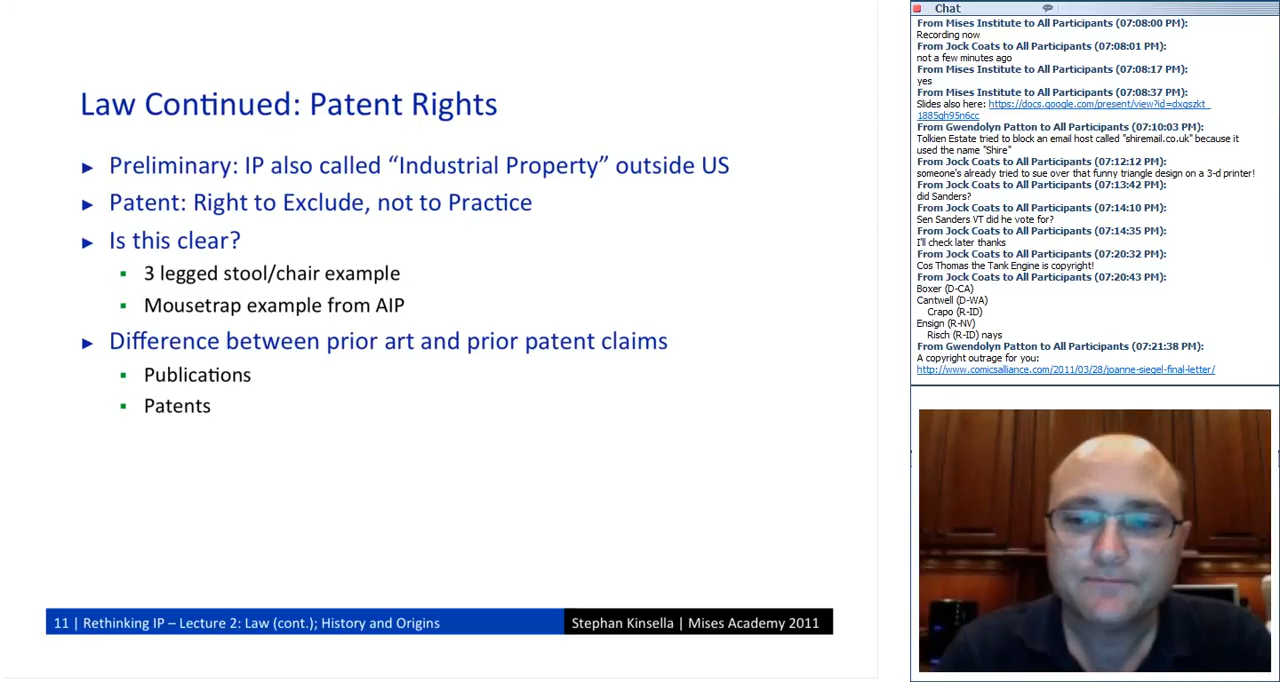 Law Continued: Patent Rights
► Preliminary: IP also called “Industrial Property” outside US
► Patent: Right to Exclude, not to Practice
► Is this clear?
▪ 3 legged stool/chair example
▪ Mousetrap example from AIP
► Difference between prior art and prior patent claims
▪ Publications
▪ Patents
11 | Rethinking IP – Lecture 2: Law (cont.); History and Origins
Stephan Kinsella | Mises Academy 2011
Chat
From Mises Institute to All Participants (07:08:00 PM):
Recording now
From Jock Coats to All Participants (07:08:01 PM):
not a few minutes ago
From Mises Institute to All Participants (07:08:17 PM):
yes
From Mises Institute to All Participants (07:08:37 PM):
Slides also here: https://docs.google.com/present/view?id=dxgszkt_
1885qh95n6cc
From Gwendolyn Patton to All Participants (07:10:03 PM):
Tolkien Estate tried to block an email host called "shiremail.co.uk" because it
used the name "Shire"
From Jock Coats to All Participants (07:12:12 PM):
someone's already tried to sue over that funny triangle design on a 3-d printer!
From Jock Coats to All Participants (07:13:42 PM):
did Sanders?
From Jock Coats to All Participants (07:14:10 PM):
Sen Sanders VT did he vote for?
From Jock Coats to All Participants (07:14:35 PM):
I'll check later thanks
From Jock Coats to All Participants (07:20:32 PM):
Cos Thomas the Tank Engine is copyright!
From Jock Coats to All Participants (07:20:43 PM):
Boxer (D-CA)
Cantwell (D-WA)
Crapo (R-ID)
Ensign (R-NV)
Risch (R-ID) nays
From Gwendolyn Patton to All Participants (07:21:38 PM):
A copyright outrage for you:
http://www.comicsalliance.com/2011/03/28/joanne-siegel-final-letter/